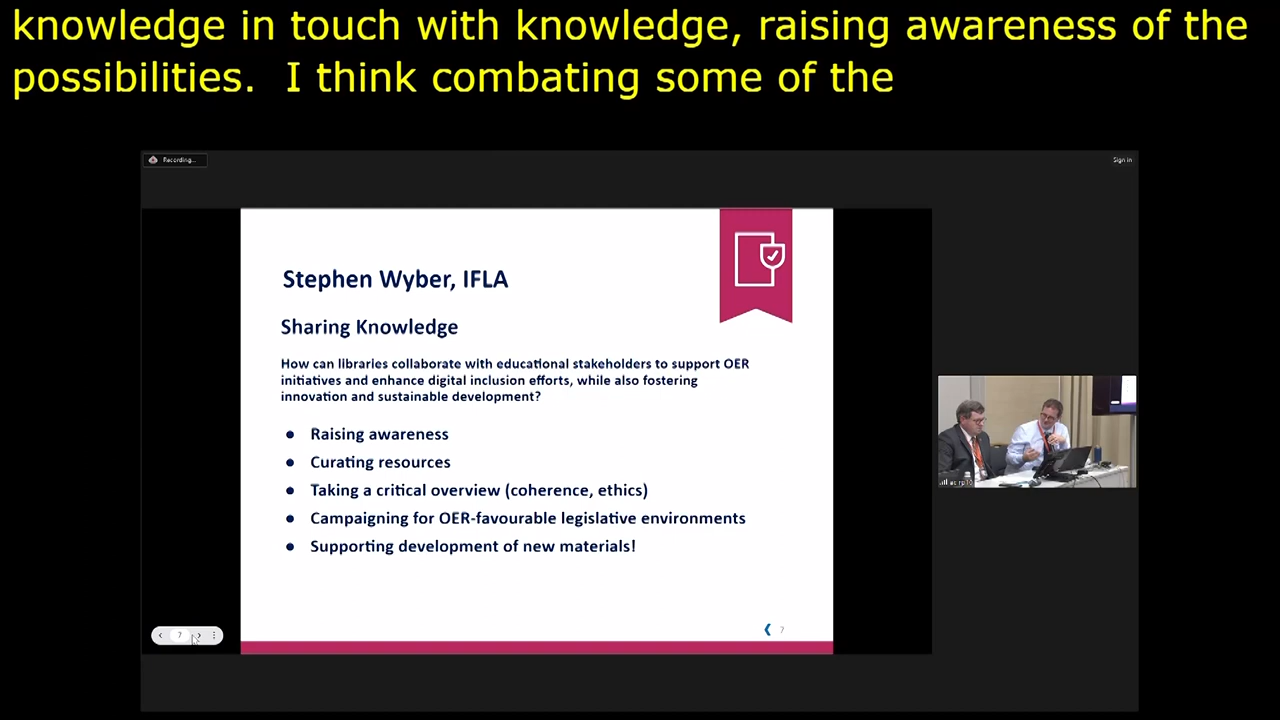 knowledge in touch with knowledge, raising awareness of the
possibilities.  I think combating some of the
Recording...
Sign in
Stephen Wyber, IFLA
Sharing Knowledge
How can libraries collaborate with educational stakeholders to support OER
initiatives and enhance digital inclusion efforts, while also fostering
innovation and sustainable development?
● Raising awareness
● Curating resources
● Taking a critical overview (coherence, ethics)
● Campaigning for OER-favourable legislative environments
● Supporting development of new materials!
7
7